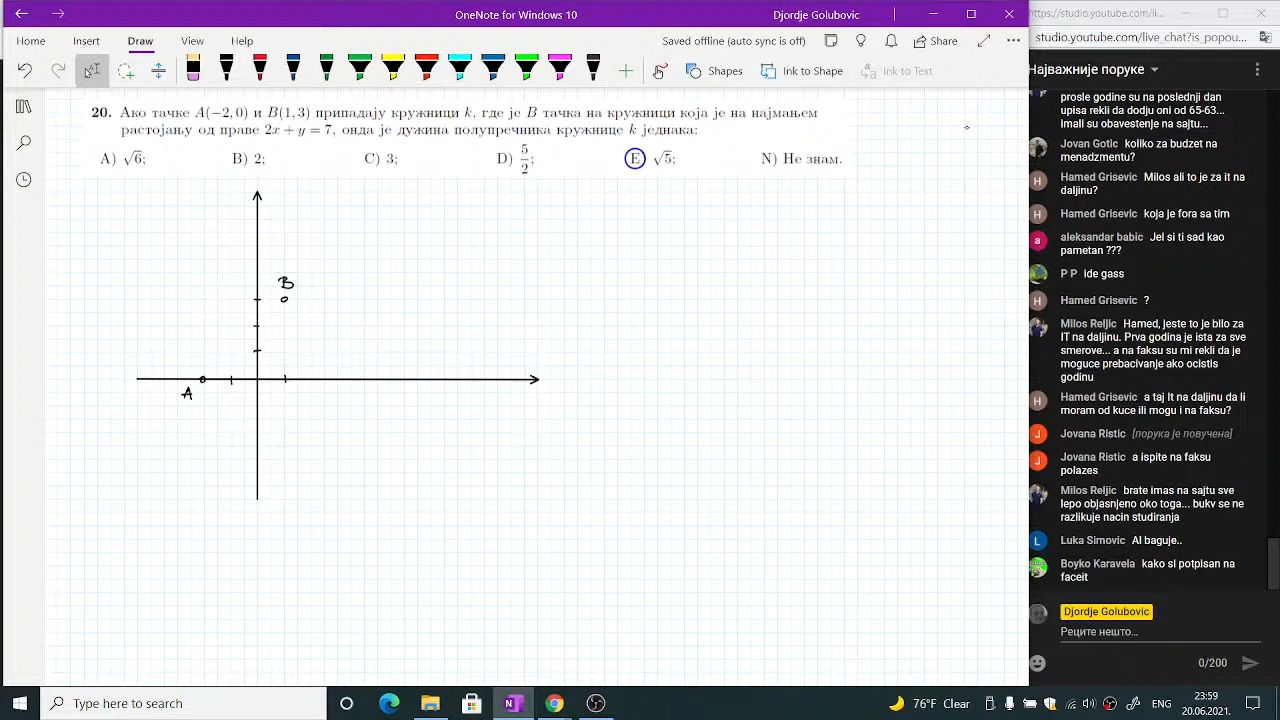 OneNote for Windows 10
Djordje Golubovic
https://youtube.com/li...
Home Insert Draw View Help
Saved offline (auto sync is off)
Share
studio.youtube.com/live_chat?is_popou...
Shapes
Ink to Shape
Ink to Text
Најважније поруке
20. Ако тачке A(−2,0) и B(1,3) припадају кружници k, где је B тачка на кружници која је на најмањем
растојању од праве 2x + y = 7, онда је дужина полупречника кружнице k једнака:
A) √6; B) 2; C) 3; D) 5/2; E) √5; N) Не знам.
B
A
prosle godine su na poslednji dan
upisa rekli da dodju oni od 65-63...
imali su obavestenje na sajtu...
Jovan Gotic koliko za budzet na
menadzmentu?
Hamed Grisevic Milos ali to je za it na
daljinu?
Hamed Grisevic koja je fora sa tim
aleksandar babic Jel si ti sad kao
pametan ???
P P ide gass
Hamed Grisevic ?
Milos Reljic Hamed, jeste to je bilo za
IT na daljinu. Prva godina je ista za sve
smerove... a na faksu su mi rekli da je
moguce prebacivanje ako ocistis
godinu
Hamed Grisevic a taj It na daljinu da li
moram od kuce ili mogu i na faksu?
Jovana Ristic [порука је повучена]
Jovana Ristic a ispite na faksu
polazes
Milos Reljic brate imas na sajtu sve
lepo objasnjeno oko toga... bukv se ne
razlikuje nacin studiranja
Luka Simovic Al baguje..
Boyko Karavela kako si potpisan na
faceit
Djordje Golubovic
Реците нешто...
0/200
Type here to search
76°F Clear
23:59
20.06.2021.